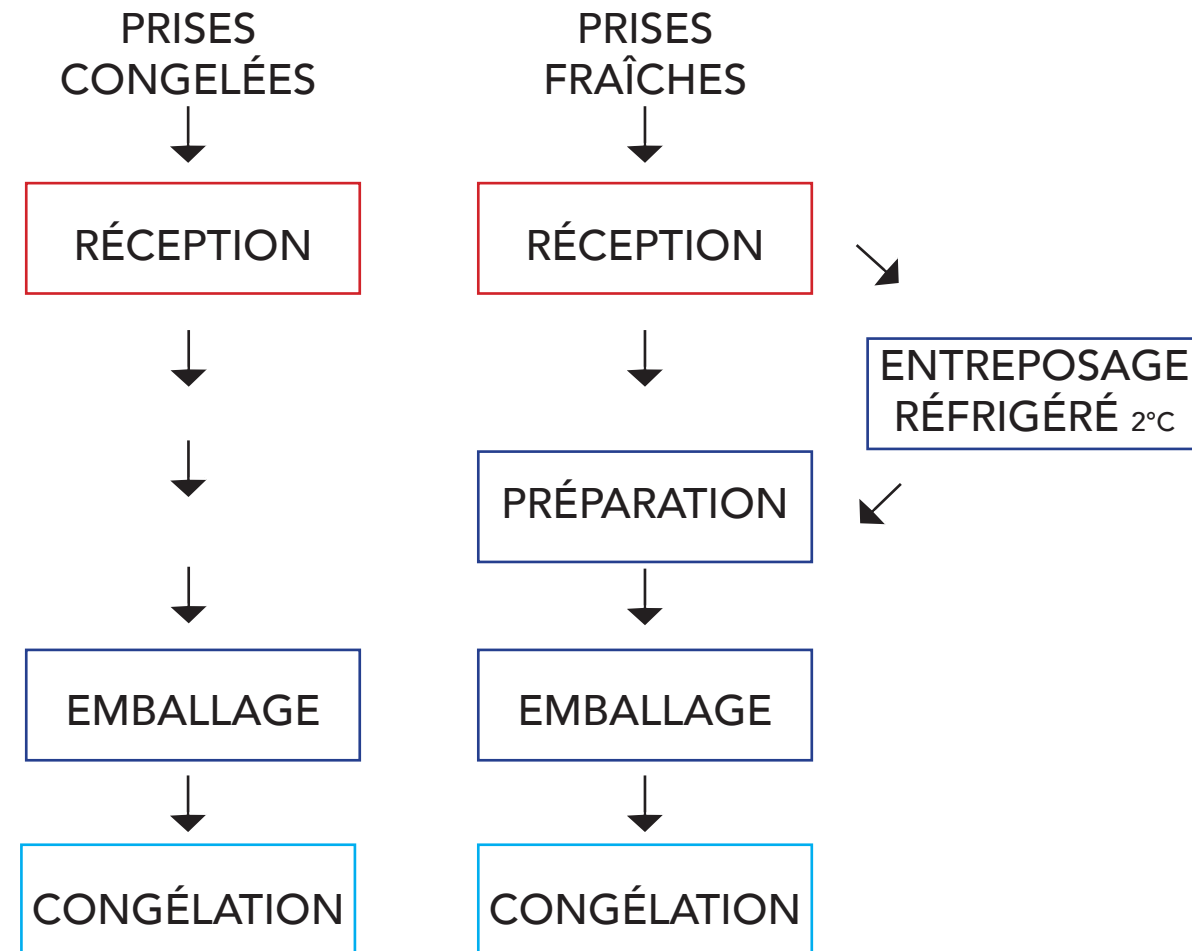 PRISES
CONGELÉES
PRISES
FRAÎCHES
RÉCEPTION
RÉCEPTION
ENTREPOSAGE
RÉFRIGÉRÉ 2°C
PRÉPARATION
EMBALLAGE
EMBALLAGE
CONGÉLATION
CONGÉLATION